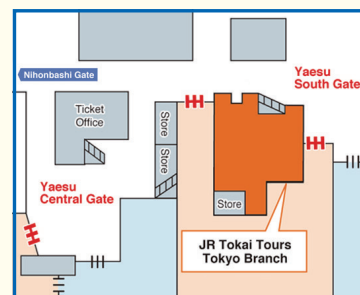 Nihonbashi Gate
Yaesu
South Gate
Ticket
Office
Store
Store
Yaesu
Central Gate
Store
JR Tokai Tours
Tokyo Branch